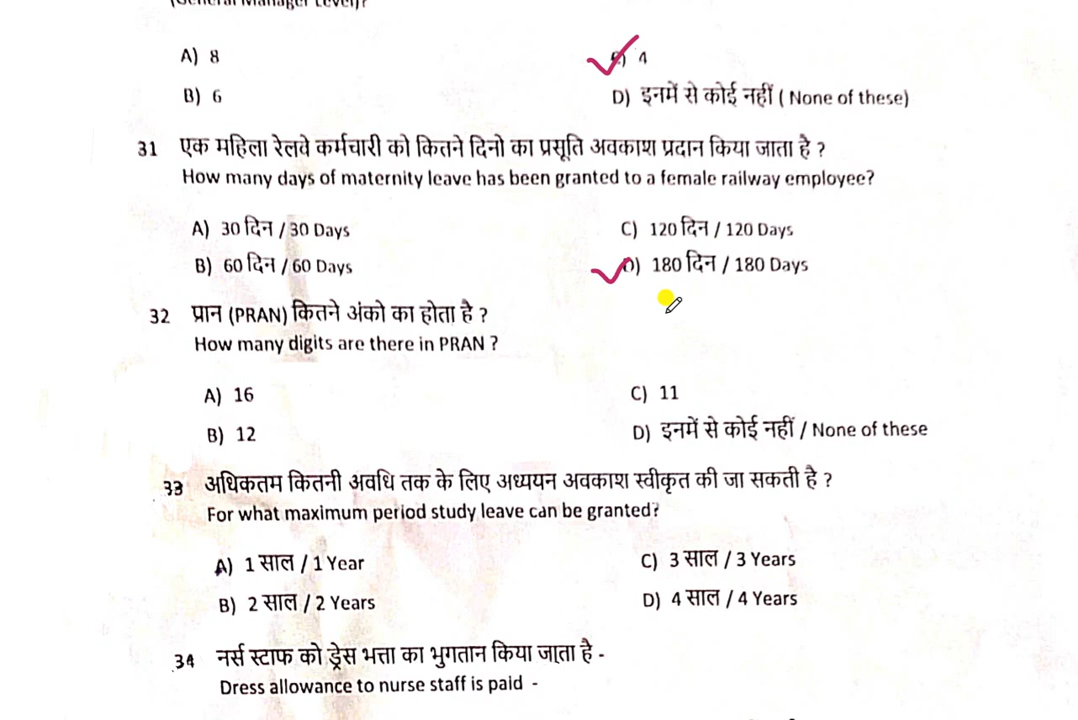 (General Manager Level)?
A) 8
C) 4
B) 6
D) इनमें से कोई नहीं ( None of these)
31 एक महिला रेलवे कर्मचारी को कितने दिनो का प्रसूति अवकाश प्रदान किया जाता है ?
How many days of maternity leave has been granted to a female railway employee?
A) 30 दिन / 30 Days
C) 120 दिन / 120 Days
B) 60 दिन / 60 Days
D) 180 दिन / 180 Days
32 प्रान (PRAN) कितने अंको का होता है ?
How many digits are there in PRAN ?
A) 16
C) 11
B) 12
D) इनमें से कोई नहीं / None of these
33 अधिकतम कितनी अवधि तक के लिए अध्ययन अवकाश स्वीकृत की जा सकती है ?
For what maximum period study leave can be granted?
A) 1 साल / 1 Year
C) 3 साल / 3 Years
B) 2 साल / 2 Years
D) 4 साल / 4 Years
34 नर्स स्टाफ को ड्रेस भत्ता का भुगतान किया जाता है -
Dress allowance to nurse staff is paid -